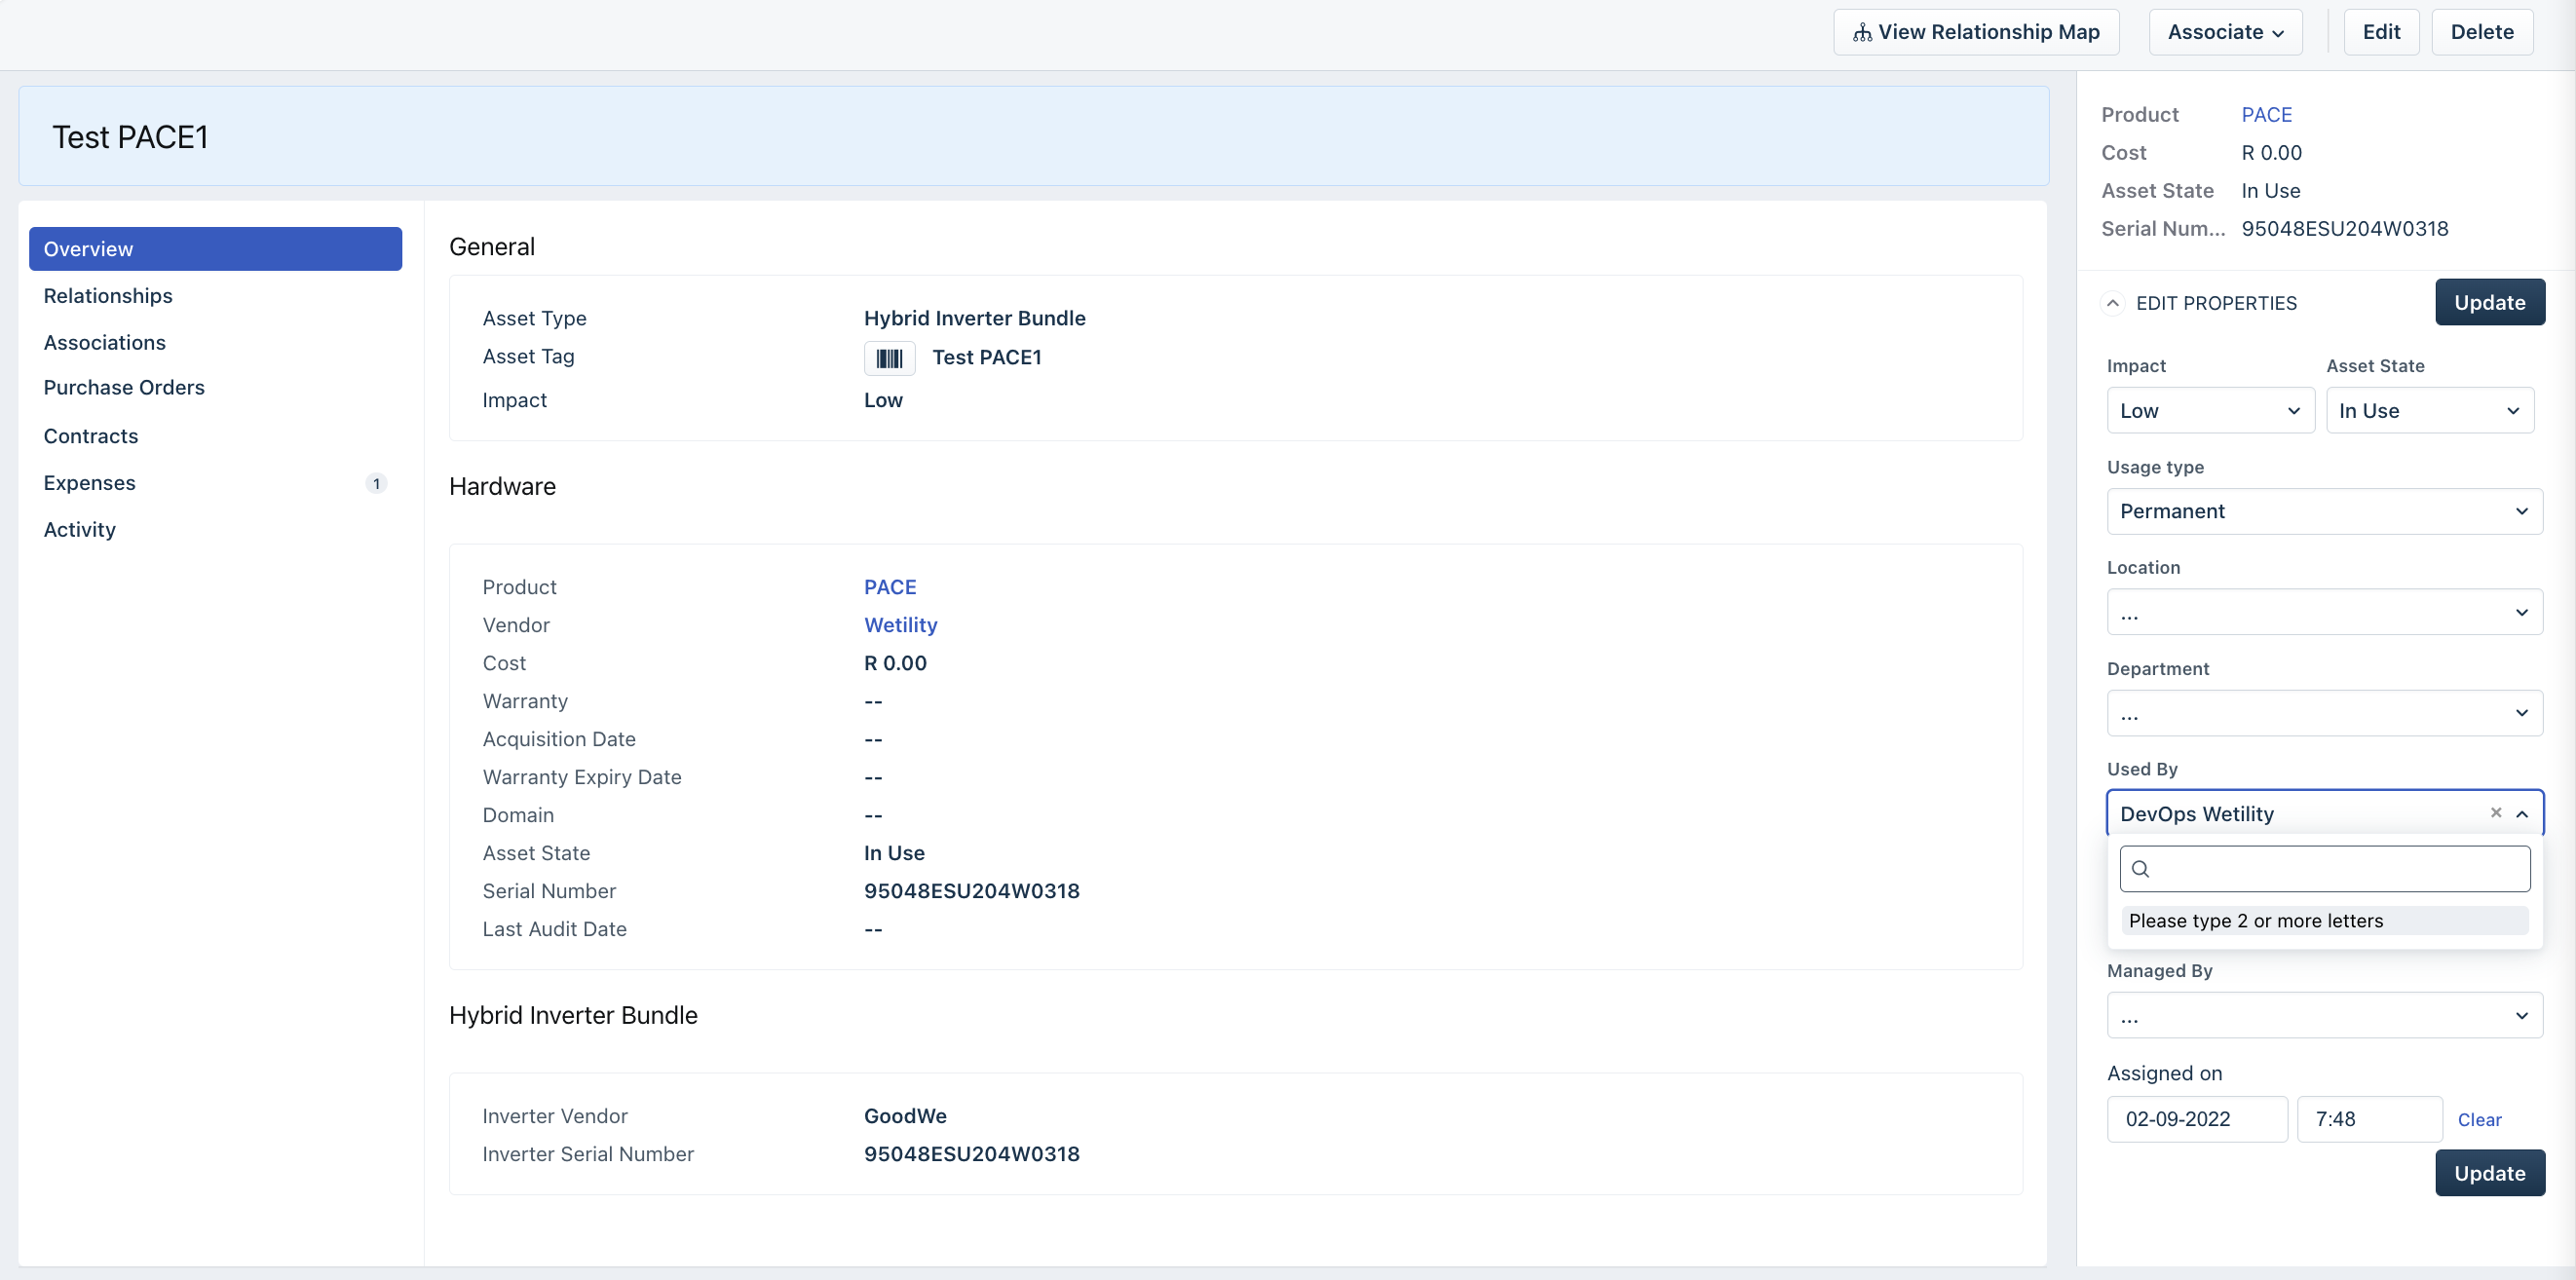 View Relationship Map Associate Edit Delete
Test PACE1
Overview
Relationships
Associations
Purchase Orders
Contracts
Expenses 1
Activity
General
Asset Type Hybrid Inverter Bundle
Asset Tag Test PACE1
Impact Low
Hardware
Product PACE
Vendor Wetility
Cost R 0.00
Warranty --
Acquisition Date --
Warranty Expiry Date --
Domain --
Asset State In Use
Serial Number 95048ESU204W0318
Last Audit Date --
Hybrid Inverter Bundle
Inverter Vendor GoodWe
Inverter Serial Number 95048ESU204W0318
Product PACE
Cost R 0.00
Asset State In Use
Serial Num... 95048ESU204W0318
EDIT PROPERTIES Update
Impact Asset State
Low In Use
Usage type
Permanent
Location
...
Department
...
Used By
DevOps Wetility
Please type 2 or more letters
Managed By
...
Assigned on
02-09-2022 7:48 Clear
Update